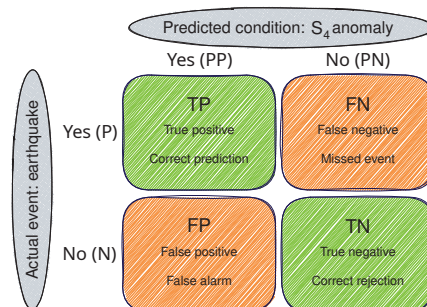 Predicted condition: S4 anomaly
Yes (PP) No (PN)
Actual event: earthquake
Yes (P)
TP
True positive
Correct prediction
FN
False negative
Missed event
No (N)
FP
False positive
False alarm
TN
True negative
Correct rejection